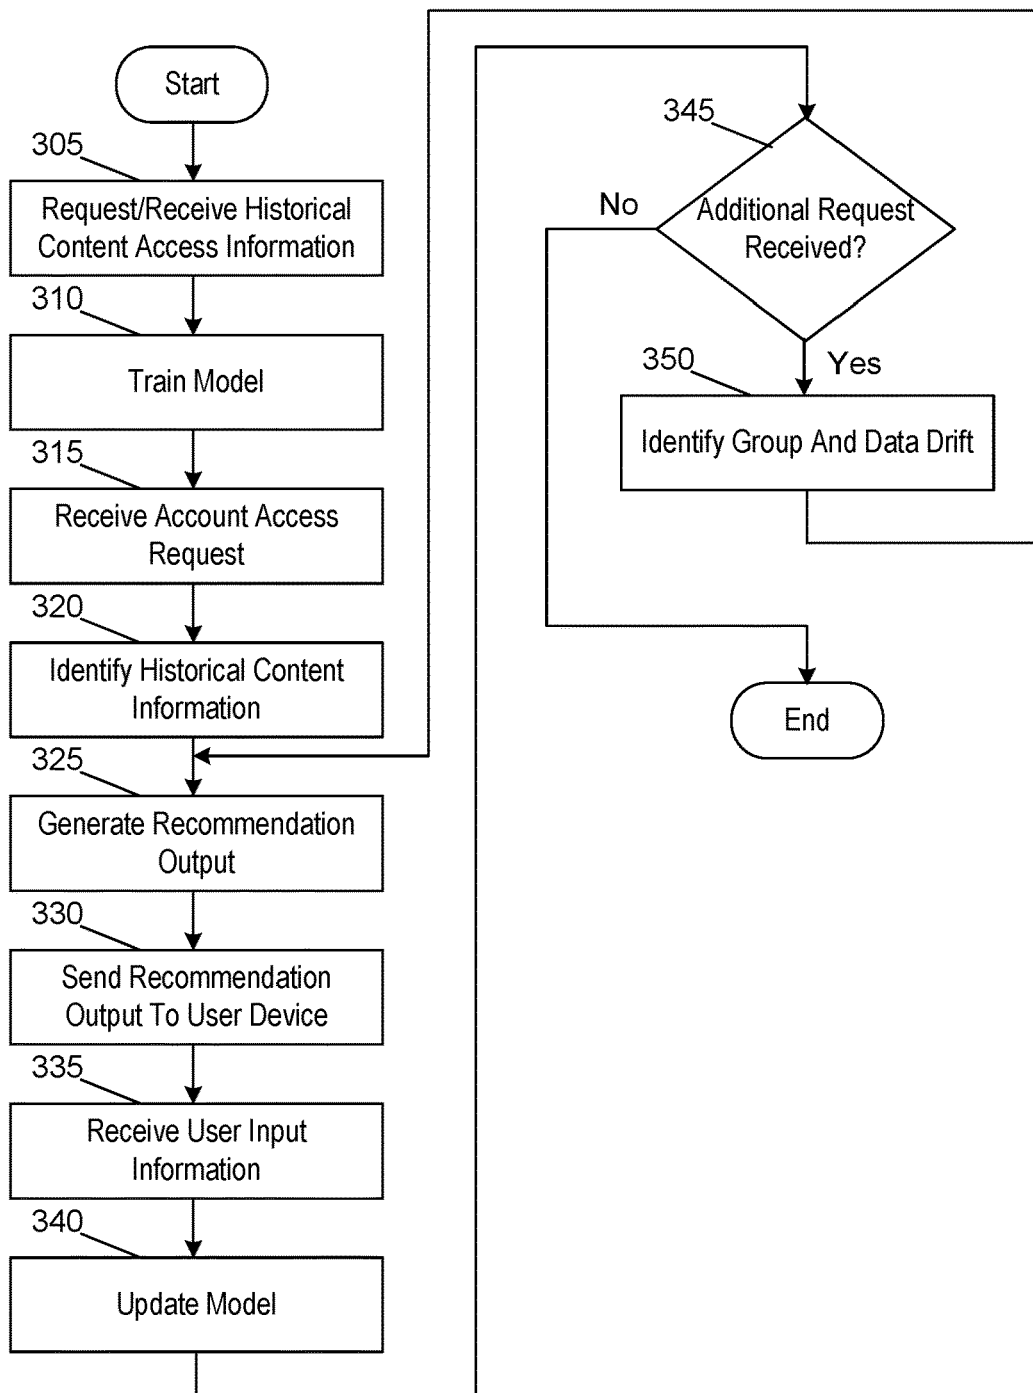 Start
305
Request/Receive Historical
Content Access Information
310
Train Model
315
Receive Account Access
Request
320
Identify Historical Content
Information
325
Generate Recommendation
Output
330
Send Recommendation
Output To User Device
335
Receive User Input
Information
340
Update Model
345
Additional Request
Received?
No
Yes
350
Identify Group And Data Drift
End